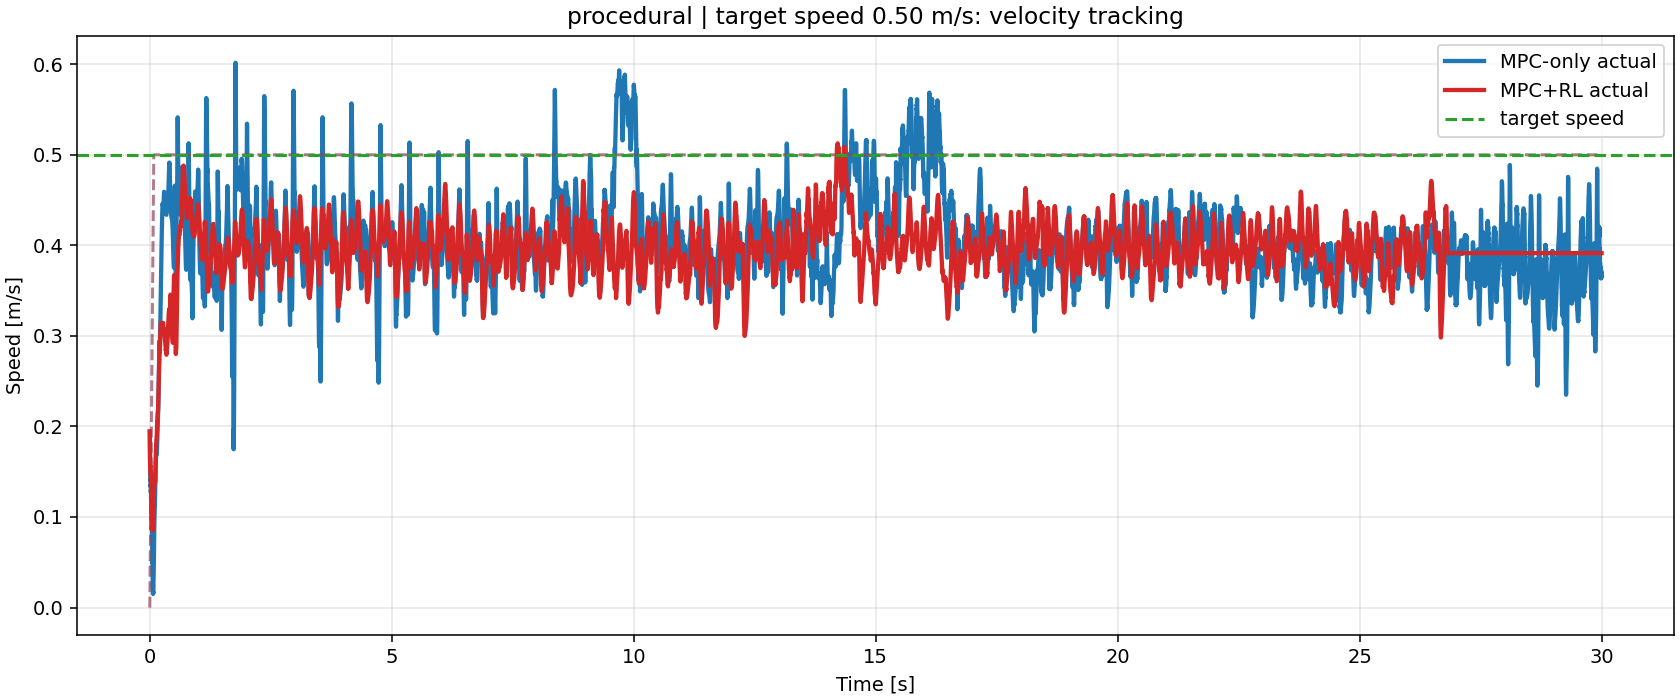 procedural | target speed 0.50 m/s: velocity tracking
MPC-only actual
MPC+RL actual
target speed
Speed [m/s]
0.6
0.5
0.4
0.3
0.2
0.1
0.0
0 5 10 15 20 25 30
Time [s]